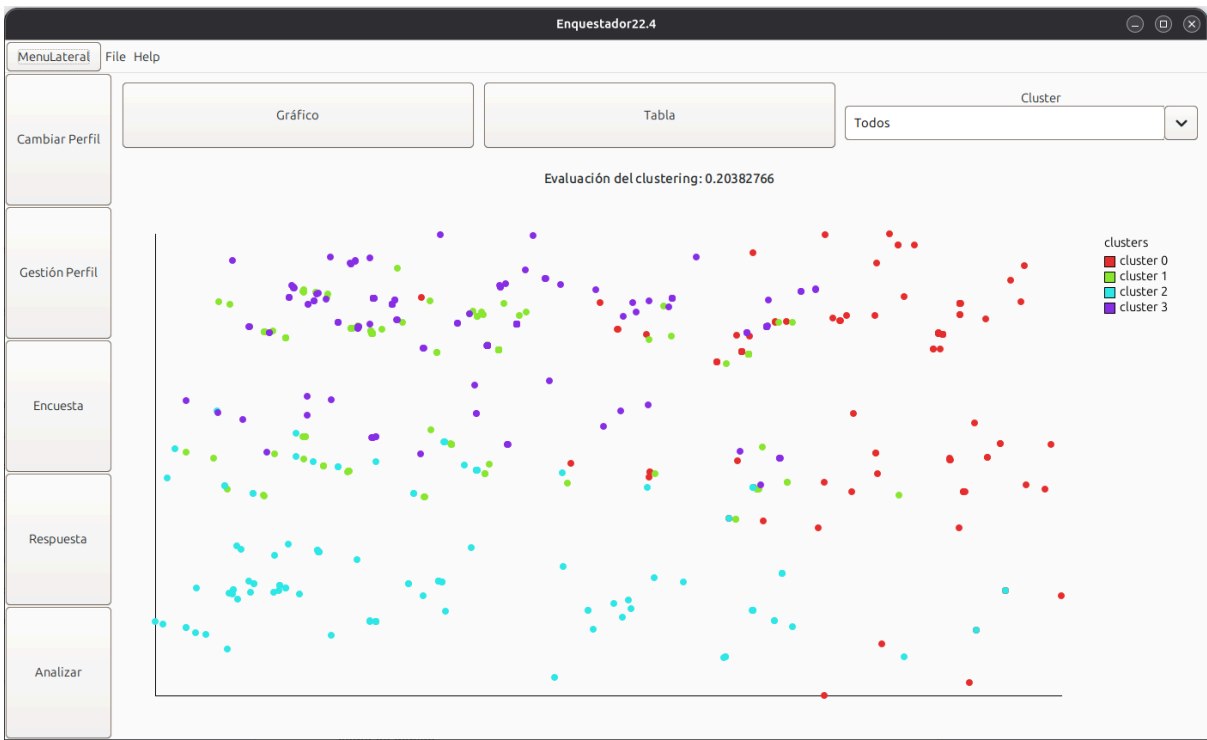 Enquestador22.4
MenuLateral File Help
Cambiar Perfil
Gestión Perfil
Encuesta
Respuesta
Analizar
Gráfico
Tabla
Cluster
Todos
Evaluación del clustering: 0.20382766
clusters
cluster 0
cluster 1
cluster 2
cluster 3